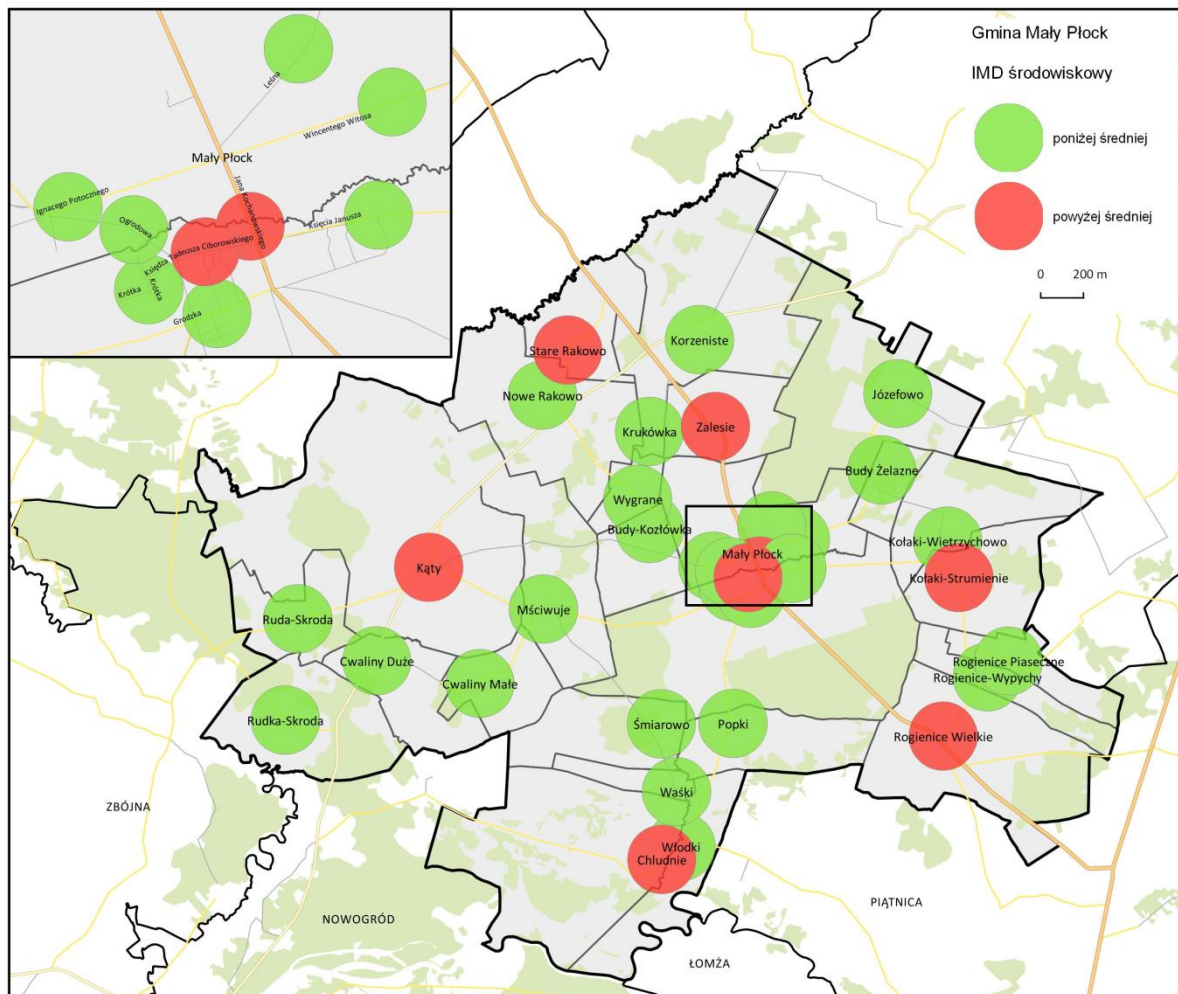 Gmina Mały Płock
IMD środowiskowy
poniżej średniej
powyżej średniej
0 200 m
Leśna
Wincentego Witosa
Mały Płock
Jana Kochanowskiego
Ignacego Potocznego
Ogrodowa
Księcia Janusza
Księdza Tadeusza Ciborowskiego
Krótka
Krótka
Grodzka
Stare Rakowo
Korzeniste
Nowe Rakowo
Józefowo
Krukówka
Zalesie
Budy Żelazne
Wygrane
Budy-Kozłówka
Kołaki-Wietrzychowo
Mały Płock
Kąty
Kołaki-Strumienie
Mściwuje
Ruda-Skroda
Cwaliny Duże
Rogienice Piaseczne
Rogienice-Wypychy
Cwaliny Małe
Rudka-Skroda
Śmiarowo
Popki
Rogienice Wielkie
Waśki
ZBÓJNA
Włodki
Chludnie
PIĄTNICA
NOWOGRÓD
ŁOMŻA